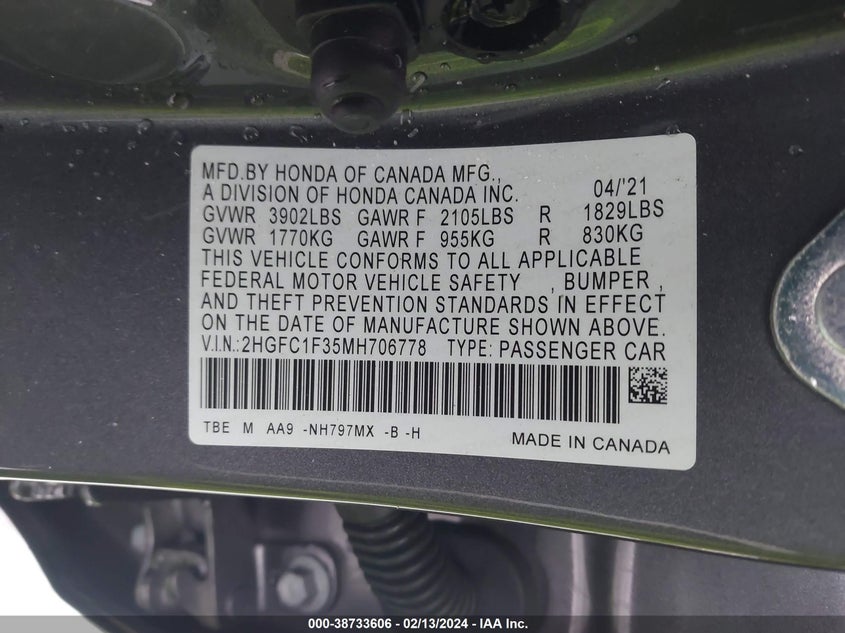 MFD.BY HONDA OF CANADA MFG.,
A DIVISION OF HONDA CANADA INC. 04/'21
GVWR 3902LBS GAWR F 2105LBS R 1829LBS
GVWR 1770KG GAWR F 955KG R 830KG
THIS VEHICLE CONFORMS TO ALL APPLICABLE
FEDERAL MOTOR VEHICLE SAFETY , BUMPER ,
AND THEFT PREVENTION STANDARDS IN EFFECT
ON THE DATE OF MANUFACTURE SHOWN ABOVE.
V.I.N.:2HGFC1F35MH706778 TYPE: PASSENGER CAR
TBE M AA9 -NH797MX -B -H
MADE IN CANADA
000-38733606 - 02/13/2024 - IAA Inc.